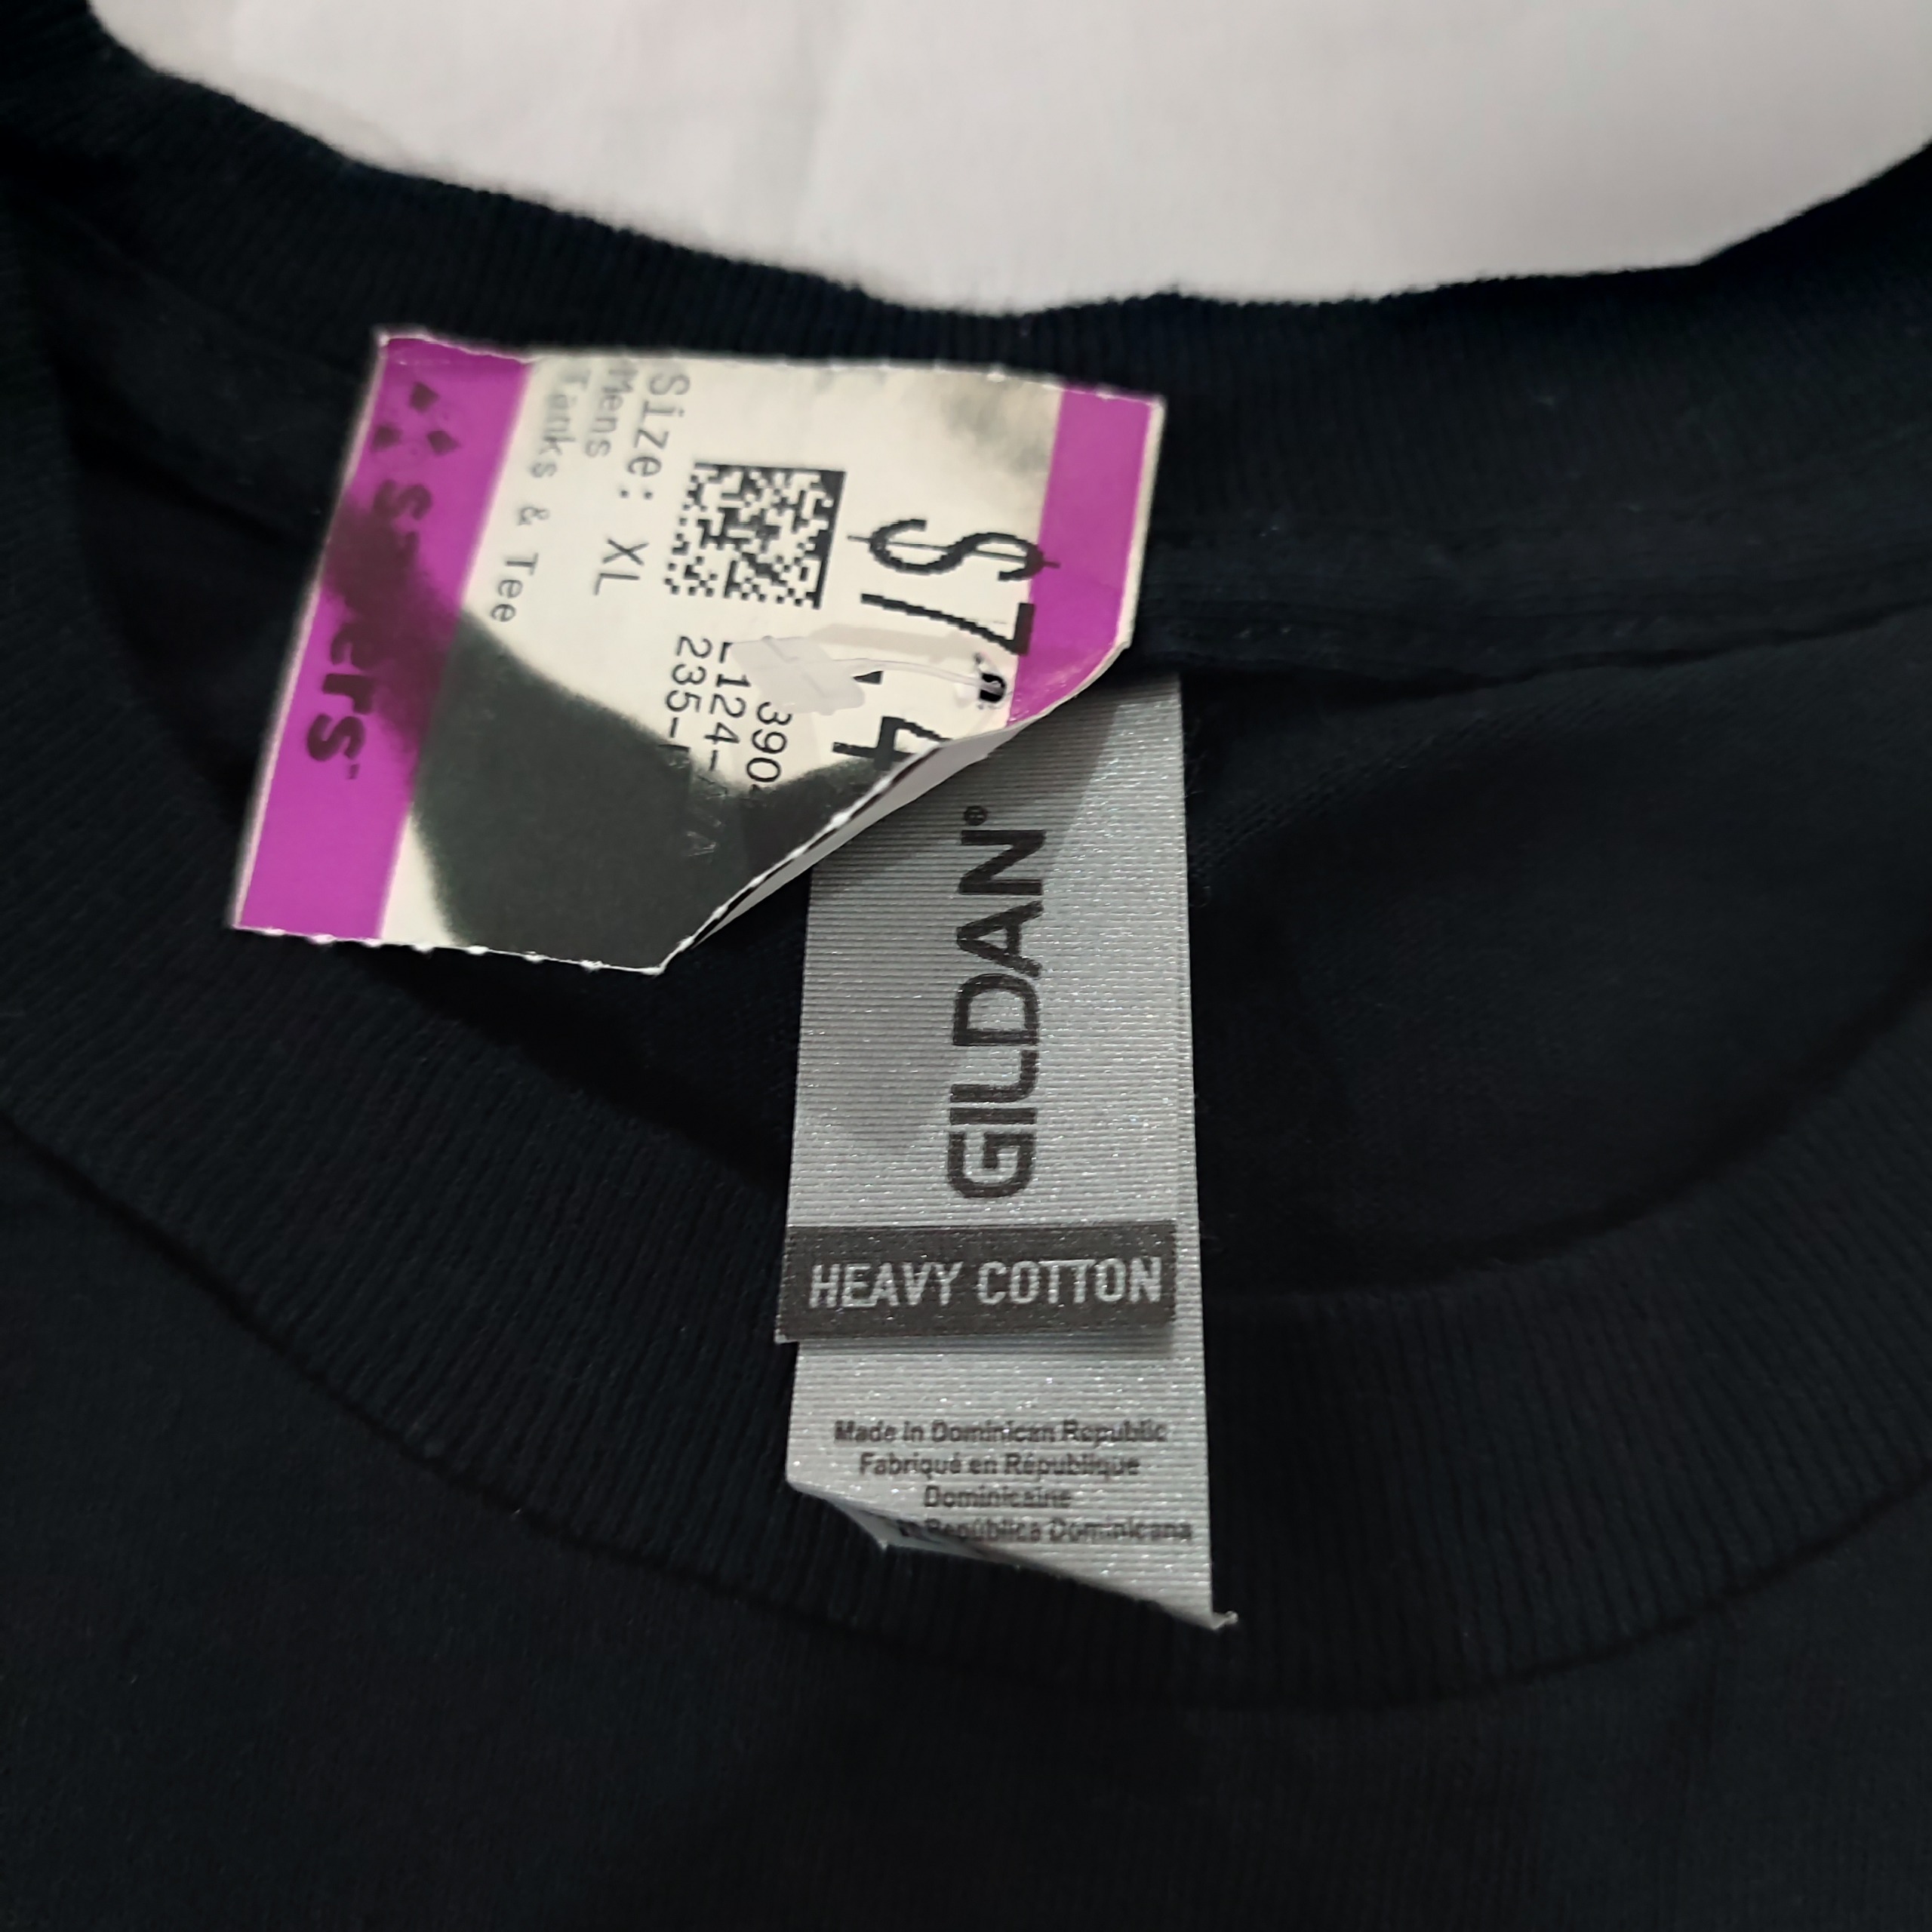 $7.4
390
124-
235-
Size: XL
Mens
Tanks & Tee
GILDAN®
HEAVY COTTON
Made in Dominican Republic
Fabriqué en République
Dominicaine
República Dominicana